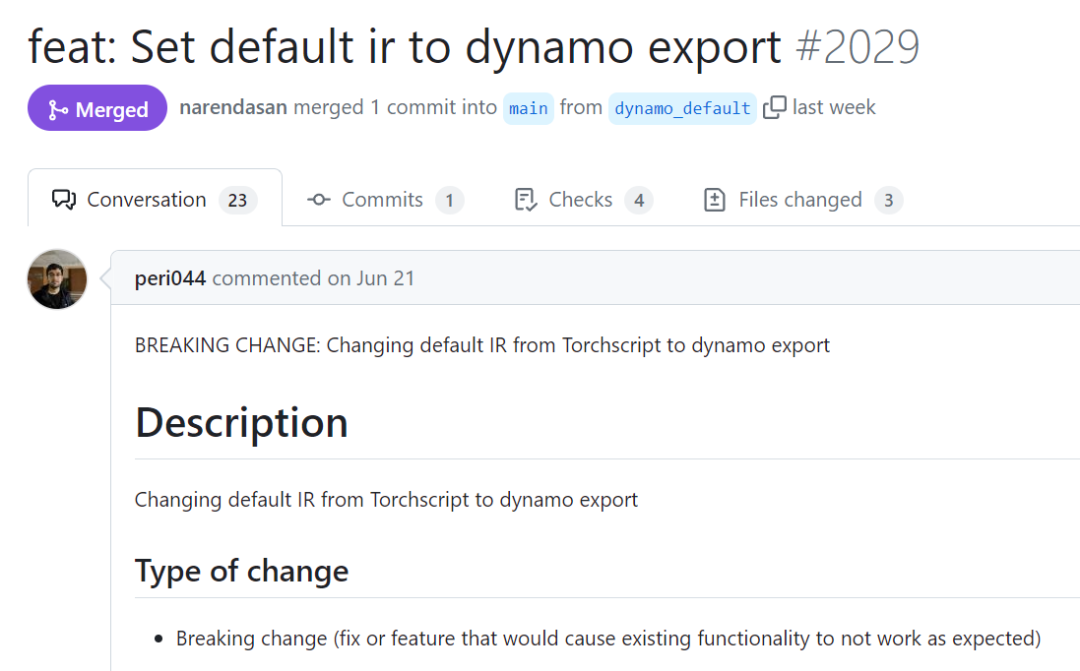 feat: Set default ir to dynamo export #2029
Merged narendasan merged 1 commit into main from dynamo_default last week
Conversation 23 Commits 1 Checks 4 Files changed 3
peri044 commented on Jun 21
BREAKING CHANGE: Changing default IR from Torchscript to dynamo export
Description
Changing default IR from Torchscript to dynamo export
Type of change
• Breaking change (fix or feature that would cause existing functionality to not work as expected)